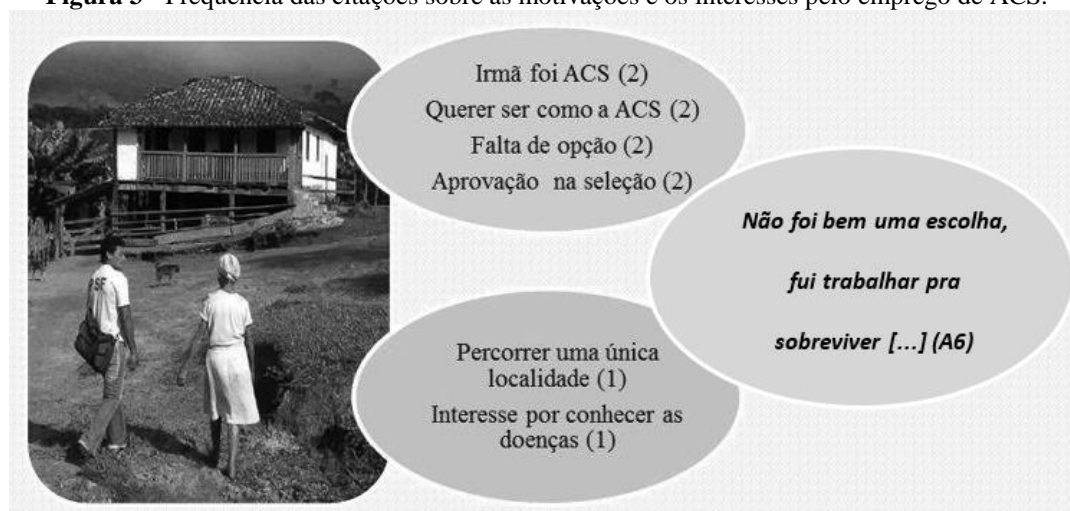 Figura 3 - Frequência das citações sobre as motivações e os interesses pelo emprego de ACS.
Irmã foi ACS (2)
Querer ser como a ACS (2)
Falta de opção (2)
Aprovação na seleção (2)
Não foi bem uma escolha,
fui trabalhar pra
sobreviver [...] (A6)
Percorrer uma única
localidade (1)
Interesse por conhecer as
doenças (1)